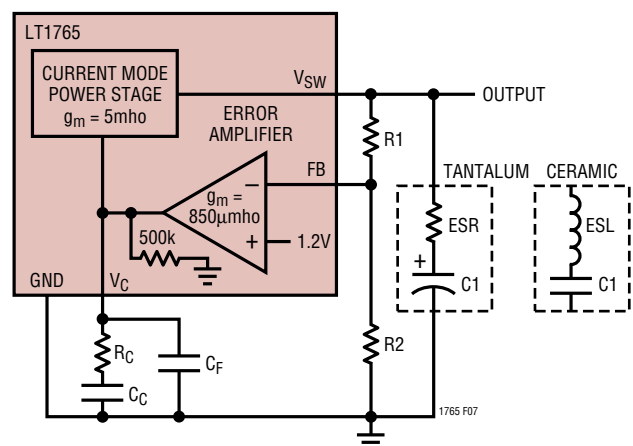 LT1765
CURRENT MODE
POWER STAGE
gm = 5mho
VSW
OUTPUT
ERROR
AMPLIFIER
R1
FB
TANTALUM
CERAMIC
–
gm =
850µmho
+
1.2V
500k
ESR
ESL
+
C1
C1
GND
VC
RC
CF
R2
CC
1765 F07